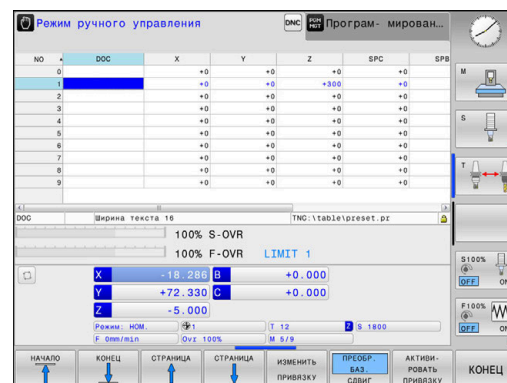 Режим ручного управления
DNC
PGM MGT
Програм- мирован...
NO DOC X Y Z SPC SPB
0 +0 +0 +0 +0
1 +0 +0 +300 +0
2 +0 +0 +0 +0
3 +0 +0 +0 +0
4 +0 +0 +0 +0
5 +0 +0 +0 +0
6 +0 +0 +0 +0
7 +0 +0 +0 +0
8 +0 +0 +0 +0
9 +0 +0 +0 +0
DOC Ширина текста 16 TNC:\table\preset.pr
100% S-OVR
100% F-OVR LIMIT 1
X -18.286 B +0.000
Y +72.330 C +0.000
Z -5.000
Режим: НОМ. 1 T 12 Z S 1800
F 0mm/min Ovr 100% M 5/9
M
S
T
S100%
OFF ON
F100%
OFF ON
НАЧАЛО
КОНЕЦ
СТРАНИЦА
СТРАНИЦА
ИЗМЕНИТЬ
ПРИВЯЗКУ
ПРЕОБР.
БАЗ.
СДВИГ
АКТИВИ-
РОВАТЬ
ПРИВЯЗКУ
КОНЕЦ